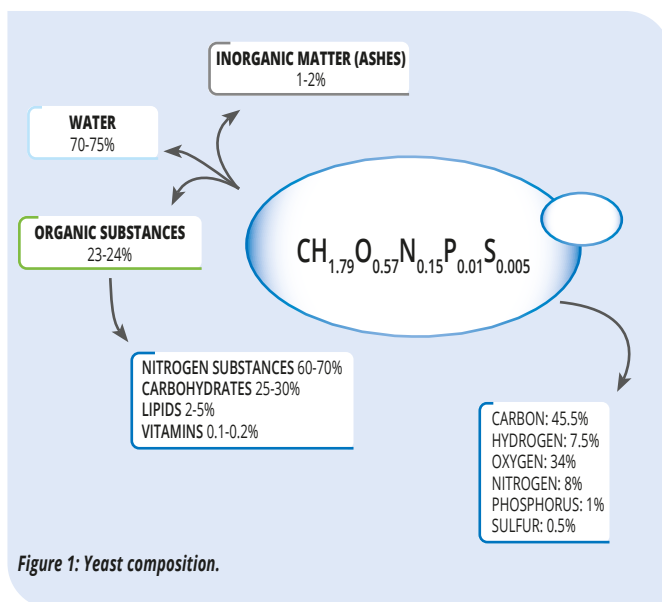 INORGANIC MATTER (ASHES)
1-2%
WATER
70-75%
ORGANIC SUBSTANCES
23-24%
CH1.79O0.57N0.15P0.01S0.005
NITROGEN SUBSTANCES 60-70%
CARBOHYDRATES 25-30%
LIPIDS 2-5%
VITAMINS 0.1-0.2%
CARBON: 45.5%
HYDROGEN: 7.5%
OXYGEN: 34%
NITROGEN: 8%
PHOSPHORUS: 1%
SULFUR: 0.5%
Figure 1: Yeast composition.